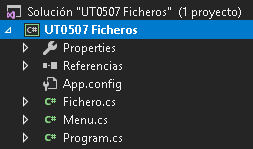 Solución "UT0507 Ficheros" (1 proyecto)
C# UT0507 Ficheros
Properties
Referencias
App.config
C# Fichero.cs
C# Menu.cs
C# Program.cs